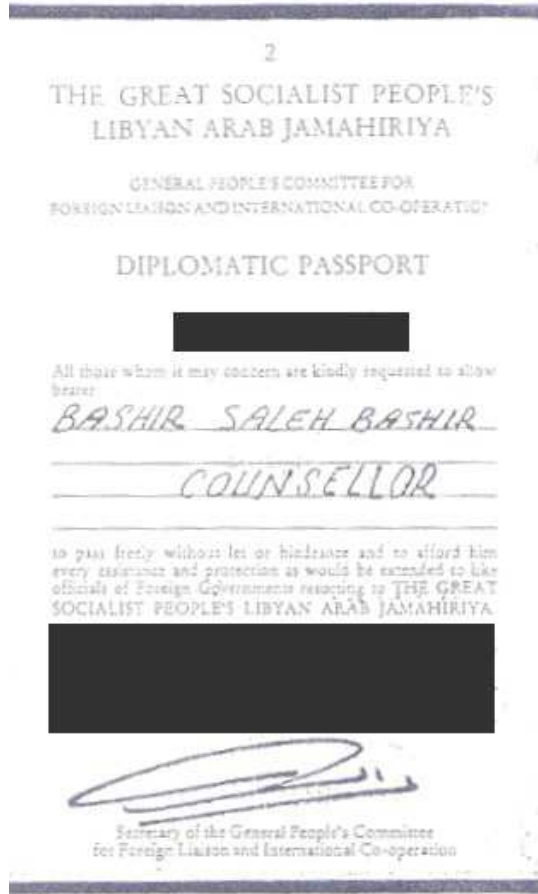 2
THE GREAT SOCIALIST PEOPLE'S
LIBYAN ARAB JAMAHIRIYA
GENERAL PEOPLE'S COMMITTEE FOR
FOREIGN LIAISON AND INTERNATIONAL CO-OPERATION
DIPLOMATIC PASSPORT
All those whom it may concern are kindly requested to allow
bearer
BASHIR SALEH BASHIR
COUNSELLOR
to pass freely without let or hindrance and to afford him
every assistance and protection as would be extended to like
officials of Foreign Governments resorting to THE GREAT
SOCIALIST PEOPLE'S LIBYAN ARAB JAMAHIRIYA
Secretary of the General People's Committee
for Foreign Liaison and International Co-operation